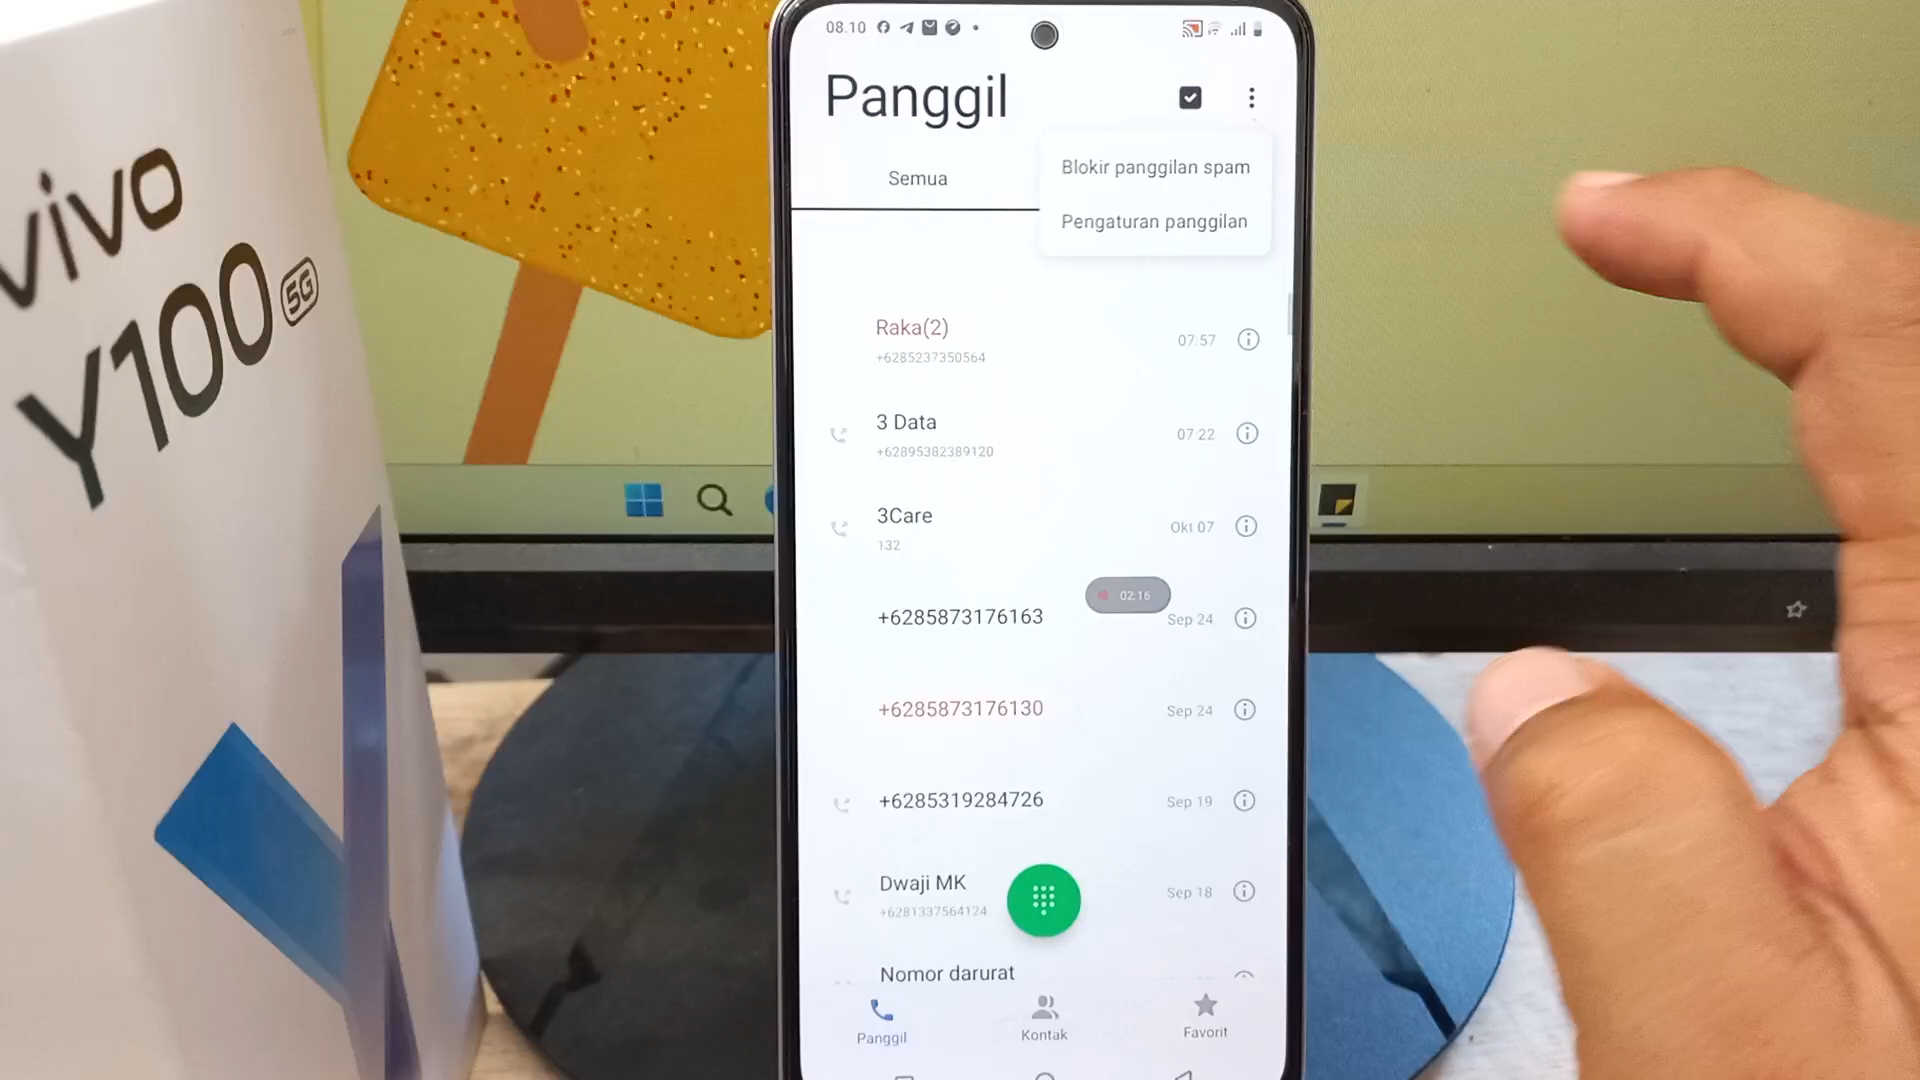 vivo
Y100 5G
08.10
Panggil
Blokir panggilan spam
Semua
Pengaturan panggilan
Raka(2)
07:57
+6285237350564
3 Data
07:22
+62895382389120
3Care
Okt 07
132
02:16
+6285873176163
Sep 24
+6285873176130
Sep 24
+6285319284726
Sep 19
Dwaji MK
Sep 18
+6281337564124
Nomor darurat
Panggil
Kontak
Favorit